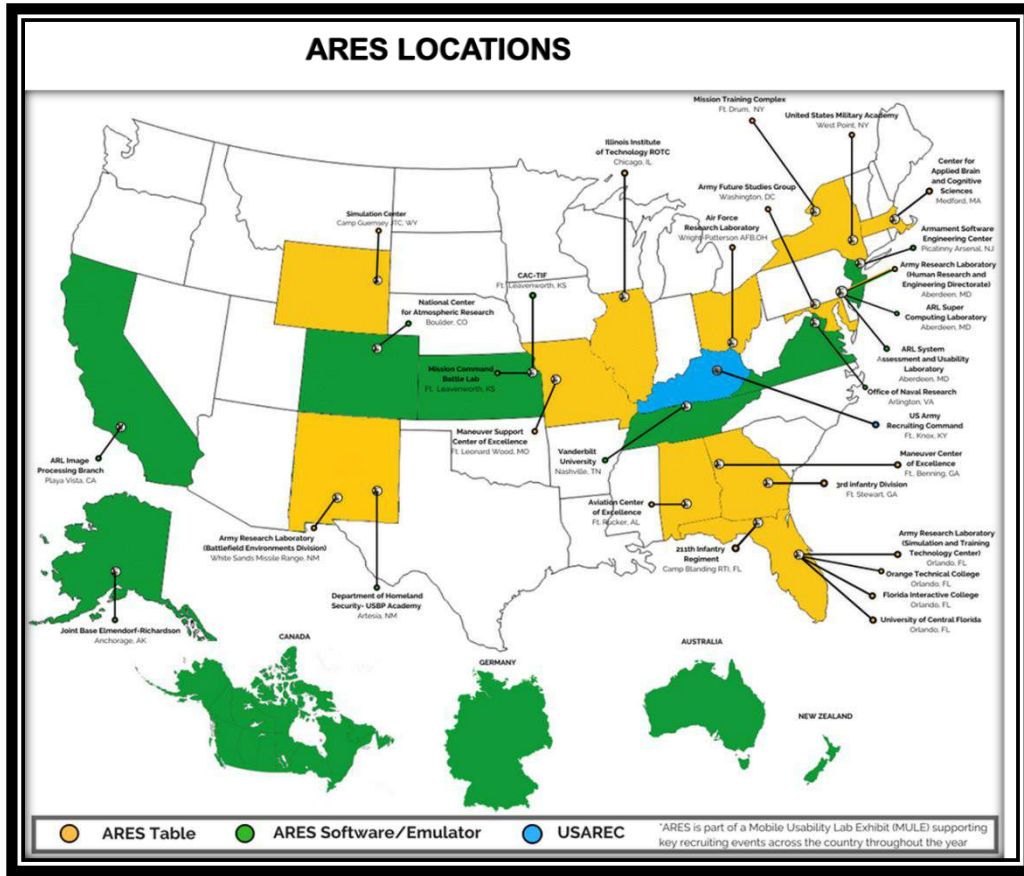 ARES LOCATIONS
Mission Training Complex
Ft. Drum, NY
United States Military Academy
West Point, NY
Illinois Institute
of Technology ROTC
Chicago, IL
Center for
Applied Brain
and Cognitive
Sciences
Medford, MA
Army Future Studies Group
Washington, DC
Simulation Center
Camp Guernsey JTC, WY
Air Force
Research Laboratory
Wright-Patterson AFB,OH
Armament Software
Engineering Center
Picatinny Arsenal, NJ
Army Research Laboratory
(Human Research and
Engineering Directorate)
Aberdeen, MD
CAC-TIF
Ft. Leavenworth, KS
National Center
for Atmospheric Research
Boulder, CO
ARL Super
Computing Laboratory
Aberdeen, MD
ARL System
Assessment and Usability
Laboratory
Aberdeen, MD
Mission Command
Battle Lab
Ft. Leavenworth, KS
Office of Naval Research
Arlington, VA
US Army
Recruiting Command
Ft., Knox, KY
Maneuver Support
Center of Excellence
Ft. Leonard Wood, MO
Vanderbilt
University
Nashville, TN
ARL Image
Processing Branch
Playa Vista, CA
Maneuver Center
of Excellence
Ft., Benning, GA
3rd infantry Division
Ft. Stewart, GA
Aviation Center
of Excellence
Ft. Rucker, AL
Army Research Laboratory
(Battlefield Environments Division)
White Sands Missile Range, NM
211th Infantry
Regiment
Camp Blanding RTI, FL
Army Research Laboratory
(Simulation and Training
Technology Center)
Orlando, FL
Orange Technical College
Orlando, FL
Florida Interactive College
Orlando, FL
University of Central Florida
Orlando, FL
Department of Homeland
Security- USBP Academy
Artesia, NM
Joint Base Elmendorf-Richardson
Anchorage, AK
CANADA
GERMANY
AUSTRALIA
NEW ZEALAND
ARES Table
ARES Software/Emulator
USAREC
*ARES is part of a Mobile Usability Lab Exhibit (MULE) supporting
key recruiting events across the country throughout the year